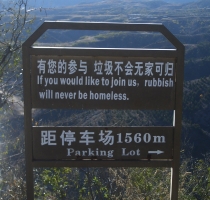 有您的参与 垃圾不会无家可归
If you would like to join us, rubbish
will never be homeless.
距停车场1560m
Parking Lot →